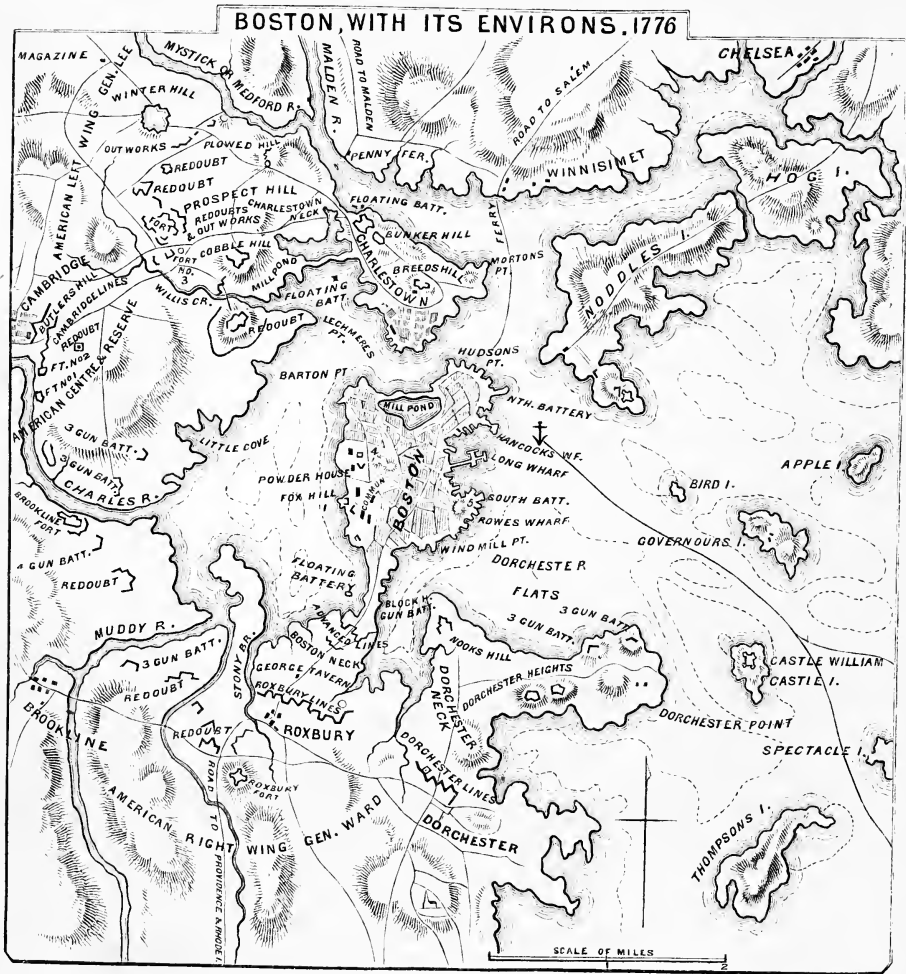 BOSTON, WITH ITS ENVIRONS. 1776
MAGAZINE
MYSTICK OR MEDFORD R.
MALDEN R.
ROAD TO MALDEN
ROAD TO SALEM
CHELSEA
AMERICAN LEFT WING GEN. LEE
WINTER HILL
OUT WORKS
PLOWED HILL
PENNY FER.
WINNISIMET
HOG I.
REDOUBT
REDOUBT
PROSPECT HILL
REDOUBTS
& OUT WORKS
CHARLESTOWN
NECK
FLOATING BATT.
BUNKER HILL
FERRY
FORT
FORT
NO.
3
COBBLE HILL
MILL POND
CHARLESTOWN
BREEDS HILL
MORTONS
PT.
NODDLES I.
CAMBRIDGE
BUTLERS HILL
CAMBRIDGE LINES
WILLIS CR.
FLOATING
BATT.
REDOUBT
LECHMERES
PT.
REDOUBT
FT. NO 2
FT NO 1
AMERICAN CENTRE & RESERVE
HUDSONS
PT.
BARTON PT
MILL POND
NTH. BATTERY
3 GUN BATT.
LITTLE COVE
HANCOCKS WF.
LONG WHARF
APPLE I.
3 GUN BATT.
CHARLES R.
POWDER HOUSE
FOX HILL
COMMUN
BOSTON
BIRD I.
SOUTH BATT.
5
ROWES WHARF
BROOKLINE
FORT
GOVERNOURS I.
WIND MILL PT.
4 GUN BATT.
FLOATING
BATTERY
DORCHESTER
FLATS
REDOUBT
BLOCK H.
GUN BATT.
3 GUN BATT.
3 GUN BATT.
MUDDY R.
ADVANCED LINES
NOOKS HILL
3 GUN BATT.
STONY BR.
BOSTON NECK
GEORGE TAVERN
DORCHESTER
NECK
DORCHESTER HEIGHTS
CASTLE WILLIAM
CASTLE I.
REDOUBT
ROXBURY LINES
DORCHESTER POINT
BROOKLINE
REDOUBT
ROXBURY
SPECTACLE I.
ROXBURY
FORT
DORCHESTER LINES
AMERICAN RIGHT WING GEN. WARD
DORCHESTER
THOMPSONS I.
ROAD TO PROVIDENCE & RHODE I
SCALE OF MILES
1
2